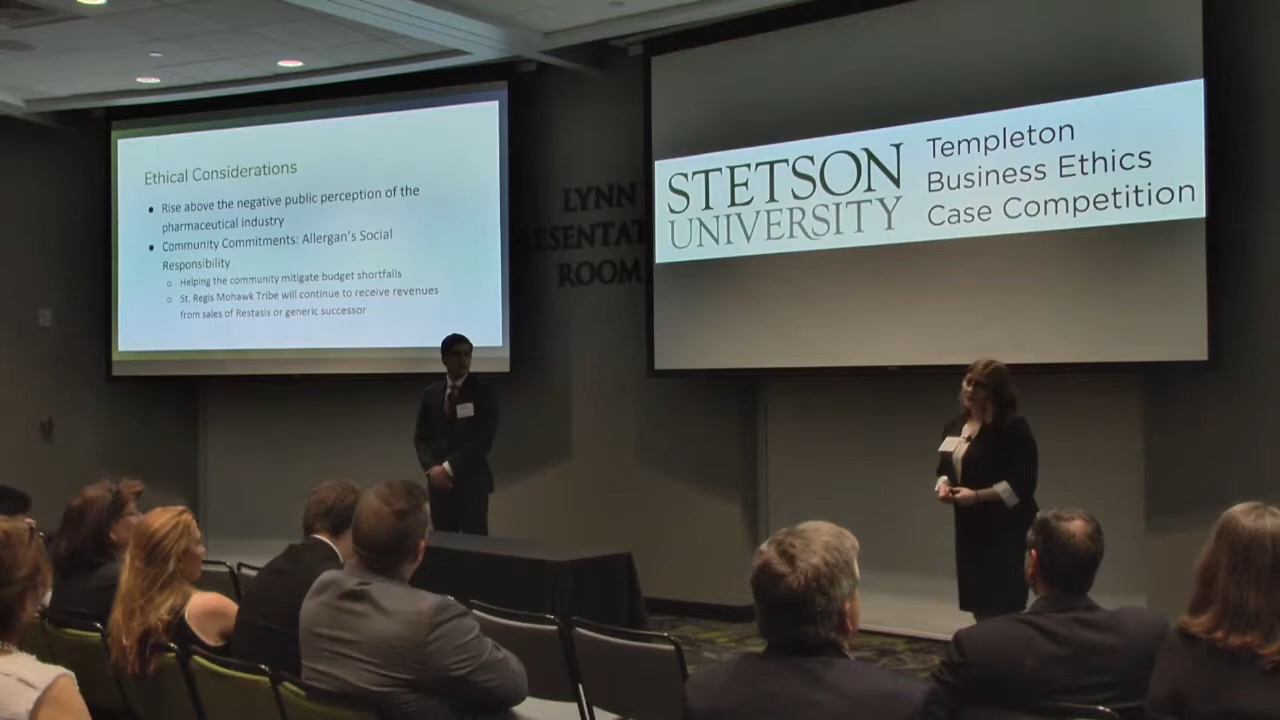 Ethical Considerations
● Rise above the negative public perception of the
pharmaceutical industry
● Community Commitments: Allergan's Social
Responsibility
○ Helping the community mitigate budget shortfalls
○ St. Regis Mohawk Tribe will continue to receive revenues
from sales of Restasis or generic successor
LYNN
ESENTAT
ROOM
STETSON
UNIVERSITY
Templeton
Business Ethics
Case Competition